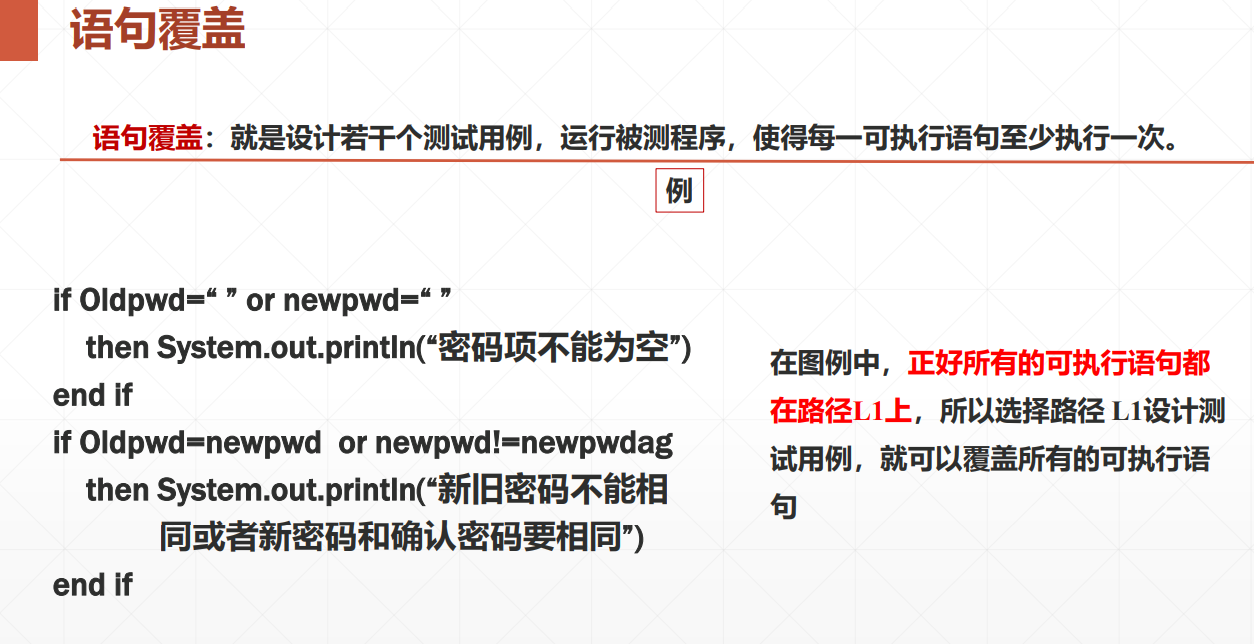 语句覆盖
语句覆盖：就是设计若干个测试用例，运行被测程序，使得每一可执行语句至少执行一次。
例
if Oldpwd=“ ” or newpwd=“ ”
then System.out.println(“密码项不能为空”)
end if
if Oldpwd=newpwd or newpwd!=newpwdag
then System.out.println(“新旧密码不能相
同或者新密码和确认密码要相同”)
end if
在图例中，正好所有的可执行语句都
在路径L1上，所以选择路径 L1设计测
试用例，就可以覆盖所有的可执行语
句